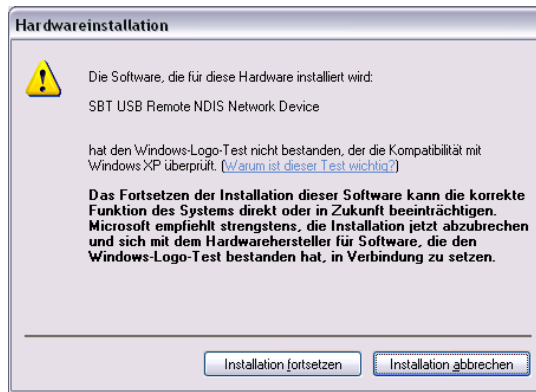 Hardwareinstallation
Die Software, die für diese Hardware installiert wird:
SBT USB Remote NDIS Network Device
hat den Windows-Logo-Test nicht bestanden, der die Kompatibilität mit
Windows XP überprüft. (Warum ist dieser Test wichtig?)
Das Fortsetzen der Installation dieser Software kann die korrekte
Funktion des Systems direkt oder in Zukunft beeinträchtigen.
Microsoft empfiehlt strengstens, die Installation jetzt abzubrechen
und sich mit dem Hardwarehersteller für Software, die den
Windows-Logo-Test bestanden hat, in Verbindung zu setzen.
Installation fortsetzen
Installation abbrechen